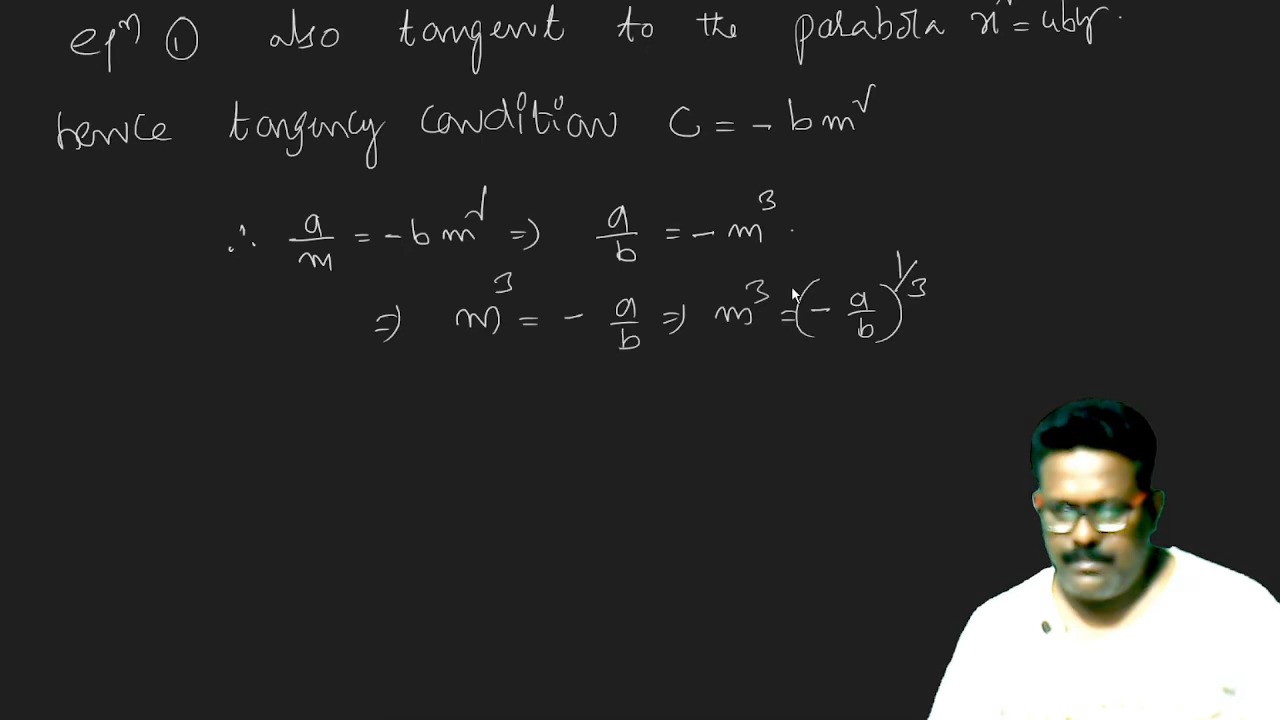 eqⁿ ① also tangent to the parabola x² = 4by.
hence tangency condition C = - bm²
∴ a/m = - bm² ⇒ a/b = - m³.
⇒ m³ = - a/b ⇒ m³ = (- a/b)^1/3